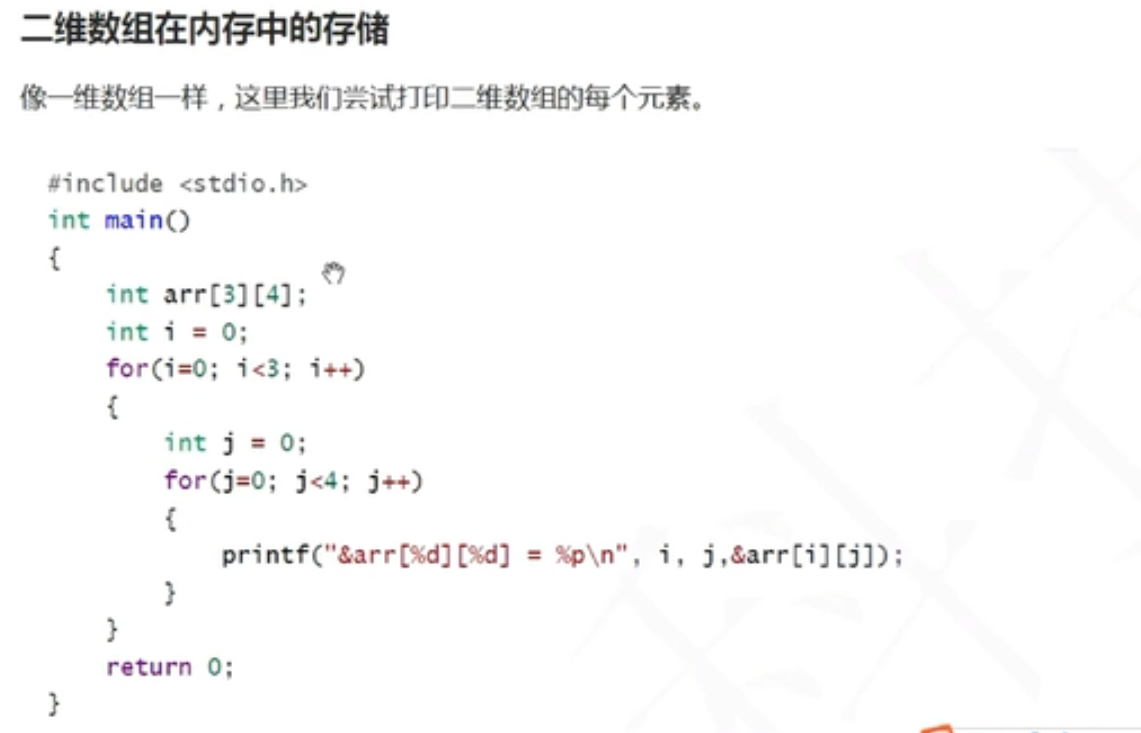 二维数组在内存中的存储
像一维数组一样，这里我们尝试打印二维数组的每个元素。
#include <stdio.h>
int main()
{
    int arr[3][4];
    int i = 0;
    for(i=0; i<3; i++)
    {
        int j = 0;
        for(j=0; j<4; j++)
        {
            printf("&arr[%d][%d] = %p\n", i, j,&arr[i][j]);
        }
    }
    return 0;
}